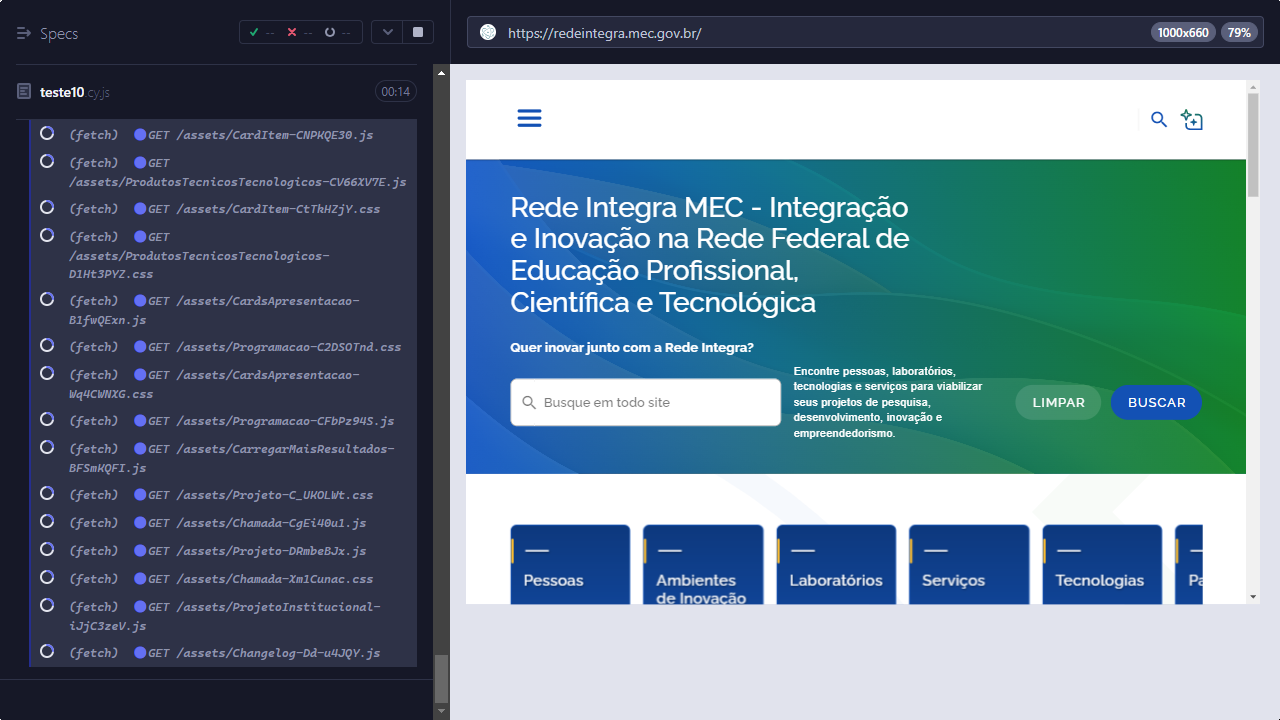 Specs
--
--
--
teste10.cy.js
00:14
(fetch) GET /assets/CardItem-CNPKQE30.js
(fetch) GET
/assets/ProdutosTecnicosTecnologicos-CV66XV7E.js
(fetch) GET /assets/CardItem-CtTkHZjY.css
(fetch) GET
/assets/ProdutosTecnicosTecnologicos-
D1Ht3PYZ.css
(fetch) GET /assets/CardsApresentacao-
B1fwQExn.js
(fetch) GET /assets/Programacao-C2DSOTnd.css
(fetch) GET /assets/CardsApresentacao-
Wq4CWNXG.css
(fetch) GET /assets/Programacao-CFbPz94S.js
(fetch) GET /assets/CarregarMaisResultados-
BFSmKQFI.js
(fetch) GET /assets/Projeto-C_UKOLWt.css
(fetch) GET /assets/Chamada-CgEi40u1.js
(fetch) GET /assets/Projeto-DRmbeBJx.js
(fetch) GET /assets/Chamada-Xm1Cunac.css
(fetch) GET /assets/ProjetoInstitucional-
iJjC3zeV.js
(fetch) GET /assets/Changelog-Dd-u4JQY.js
https://redeintegra.mec.gov.br/
1000x660
79%
Rede Integra MEC - Integração
e Inovação na Rede Federal de
Educação Profissional,
Científica e Tecnológica
Quer inovar junto com a Rede Integra?
Busque em todo site
Encontre pessoas, laboratórios,
tecnologias e serviços para viabilizar
seus projetos de pesquisa,
desenvolvimento, inovação e
empreendedorismo.
LIMPAR
BUSCAR
Pessoas
Ambientes
de Inovação
Laboratórios
Serviços
Tecnologias
Pa